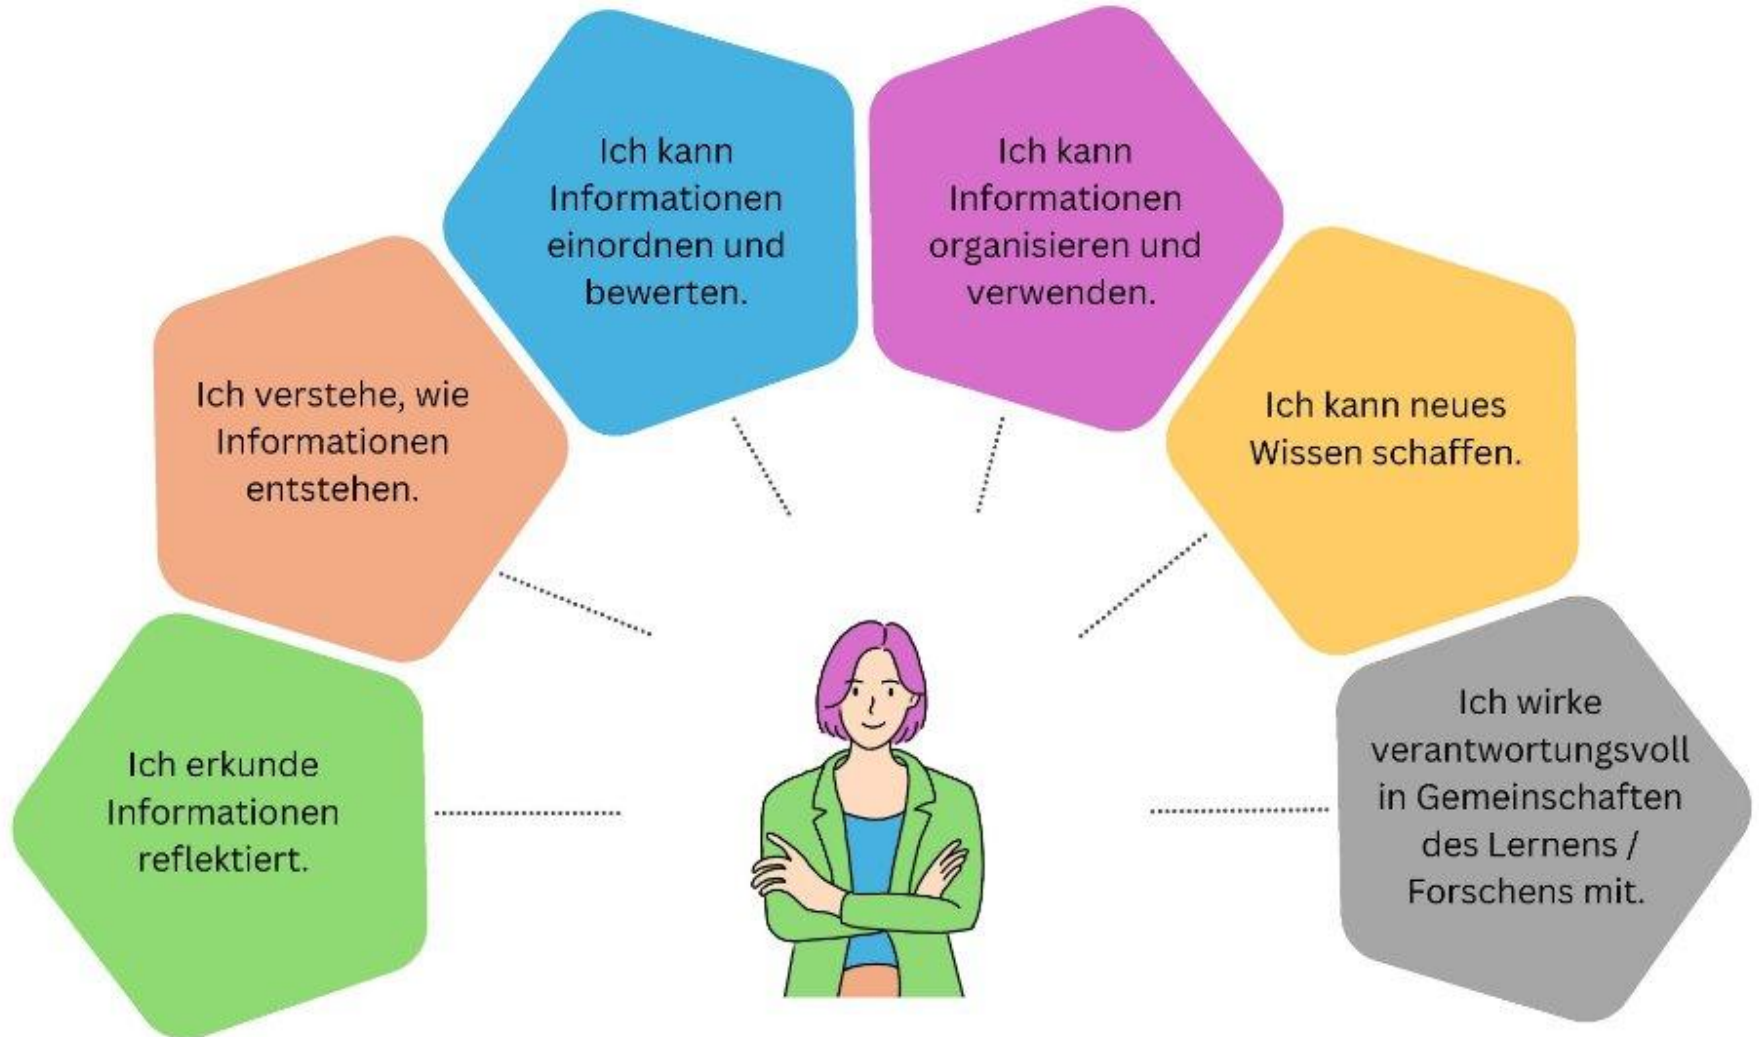 Ich erkunde
Informationen
reflektiert.
Ich verstehe, wie
Informationen
entstehen.
Ich kann
Informationen
einordnen und
bewerten.
Ich kann
Informationen
organisieren und
verwenden.
Ich kann neues
Wissen schaffen.
Ich wirke
verantwortungsvoll
in Gemeinschaften
des Lernens /
Forschens mit.